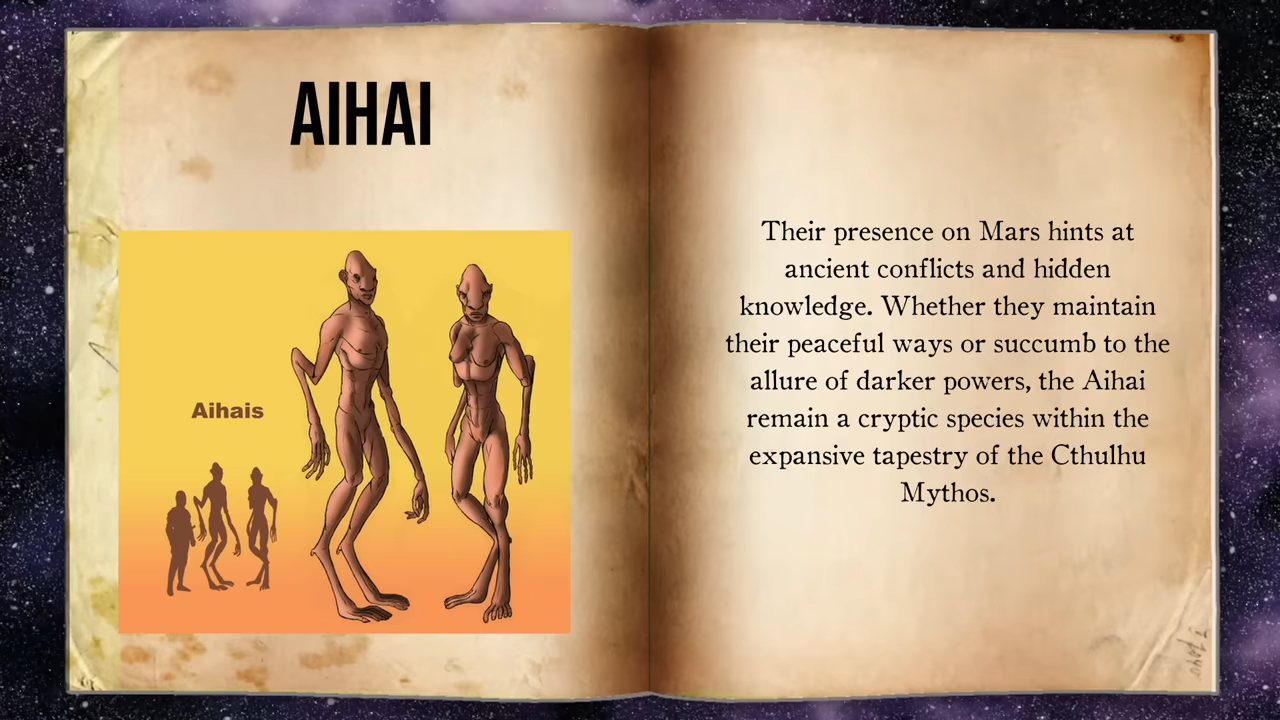 AIHAI
Aihais
Their presence on Mars hints at
ancient conflicts and hidden
knowledge. Whether they maintain
their peaceful ways or succumb to the
allure of darker powers, the Aihai
remain a cryptic species within the
expansive tapestry of the Cthulhu
Mythos.